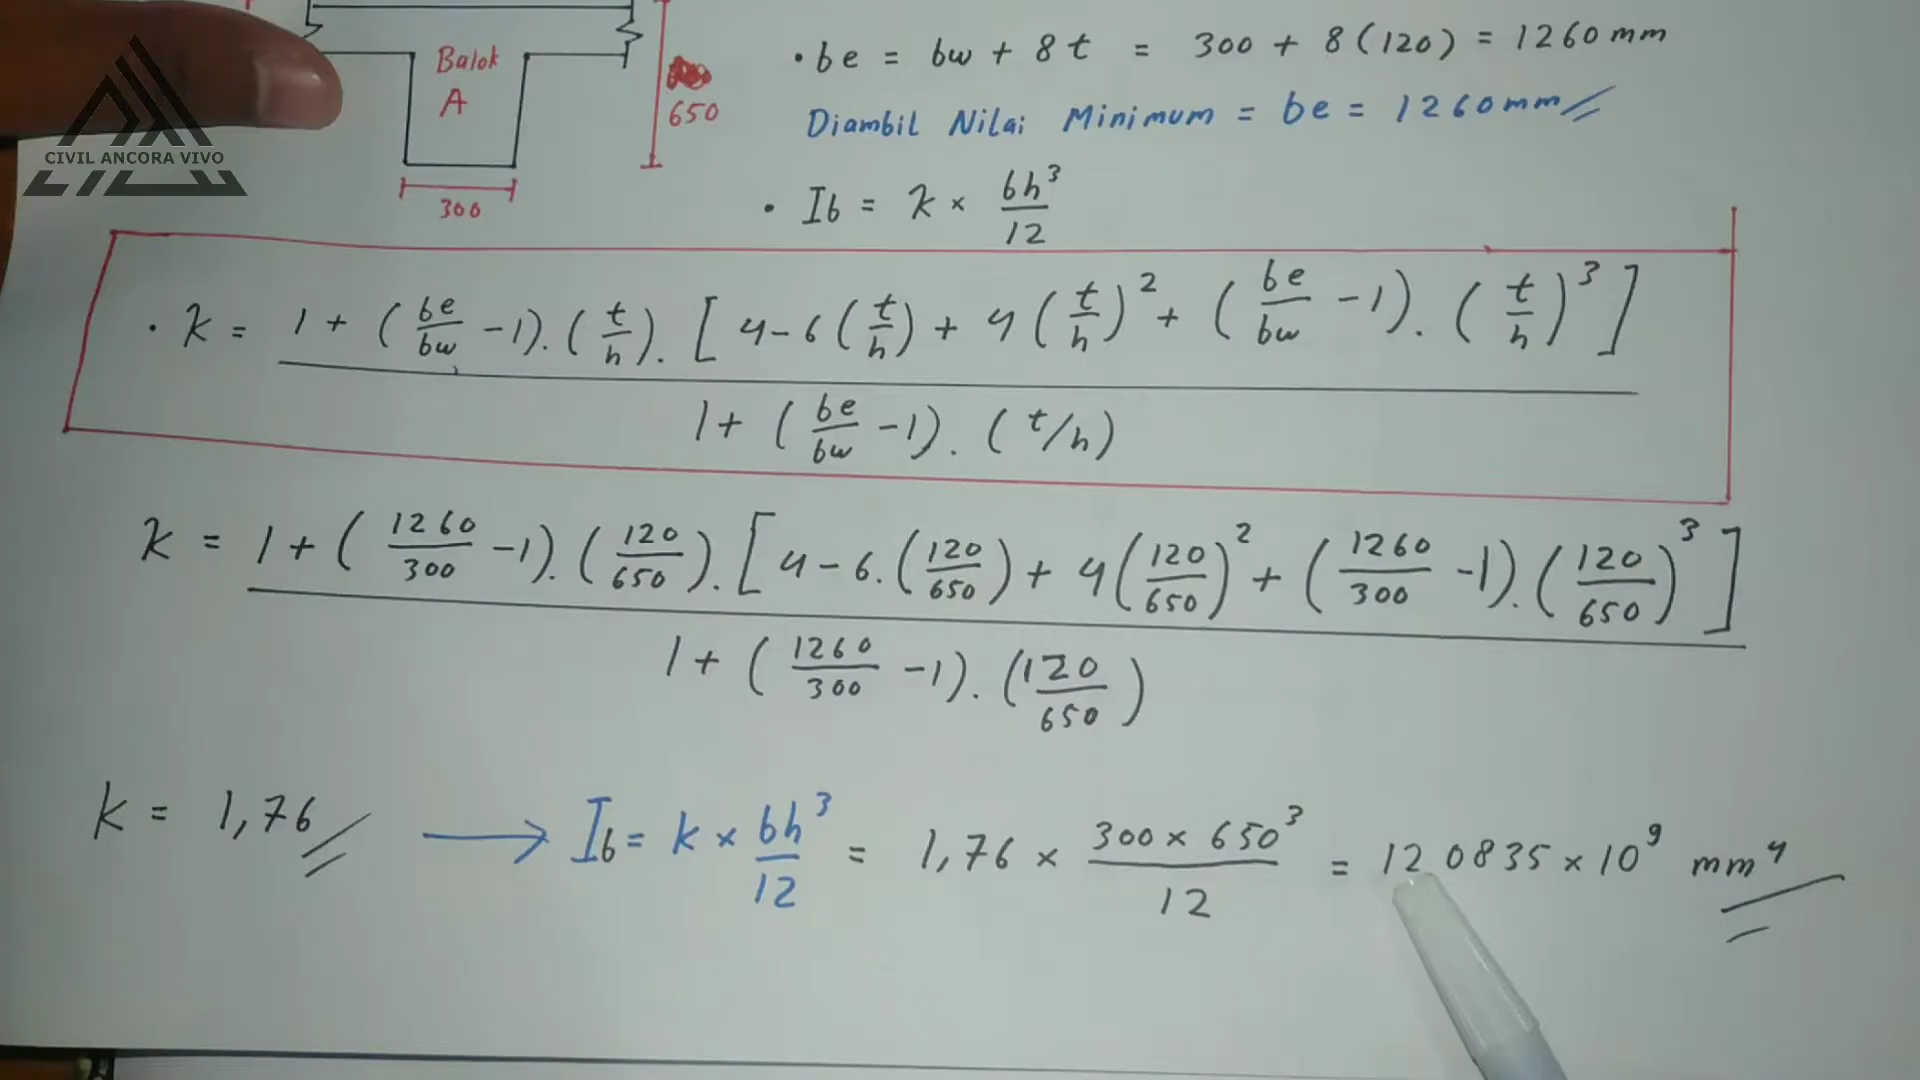 Balok
A
650
300
CIVIL ANCORA VIVO
• be = bw + 8 t = 300 + 8 (120) = 1260 mm
Diambil Nilai Minimum = be = 1260 mm
• Ib = k × bh³/12
• k = 1 + (be/bw - 1) . (t/h) . [4 - 6 (t/h) + 4 (t/h)² + (be/bw - 1) . (t/h)³]
1 + (be/bw - 1) . (t/h)
k = 1 + (1260/300 - 1) . (120/650) . [4 - 6 . (120/650) + 4 (120/650)² + (1260/300 - 1) . (120/650)³]
1 + (1260/300 - 1) . (120/650)
k = 1,76 → Ib = k × bh³/12 = 1,76 × 300 × 650³/12 = 12 0835 × 10⁹ mm⁴